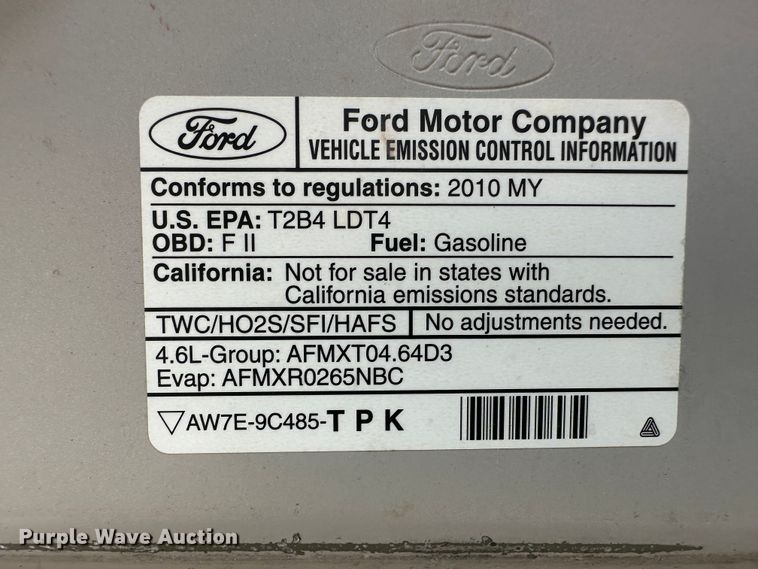 Ford
Ford
Ford Motor Company
VEHICLE EMISSION CONTROL INFORMATION
Conforms to regulations: 2010 MY
U.S. EPA: T2B4 LDT4
OBD: F II Fuel: Gasoline
California: Not for sale in states with
California emissions standards.
TWC/HO2S/SFI/HAFS No adjustments needed.
4.6L-Group: AFMXT04.64D3
Evap: AFMXR0265NBC
▽AW7E-9C485-T P K
Purple Wave Auction